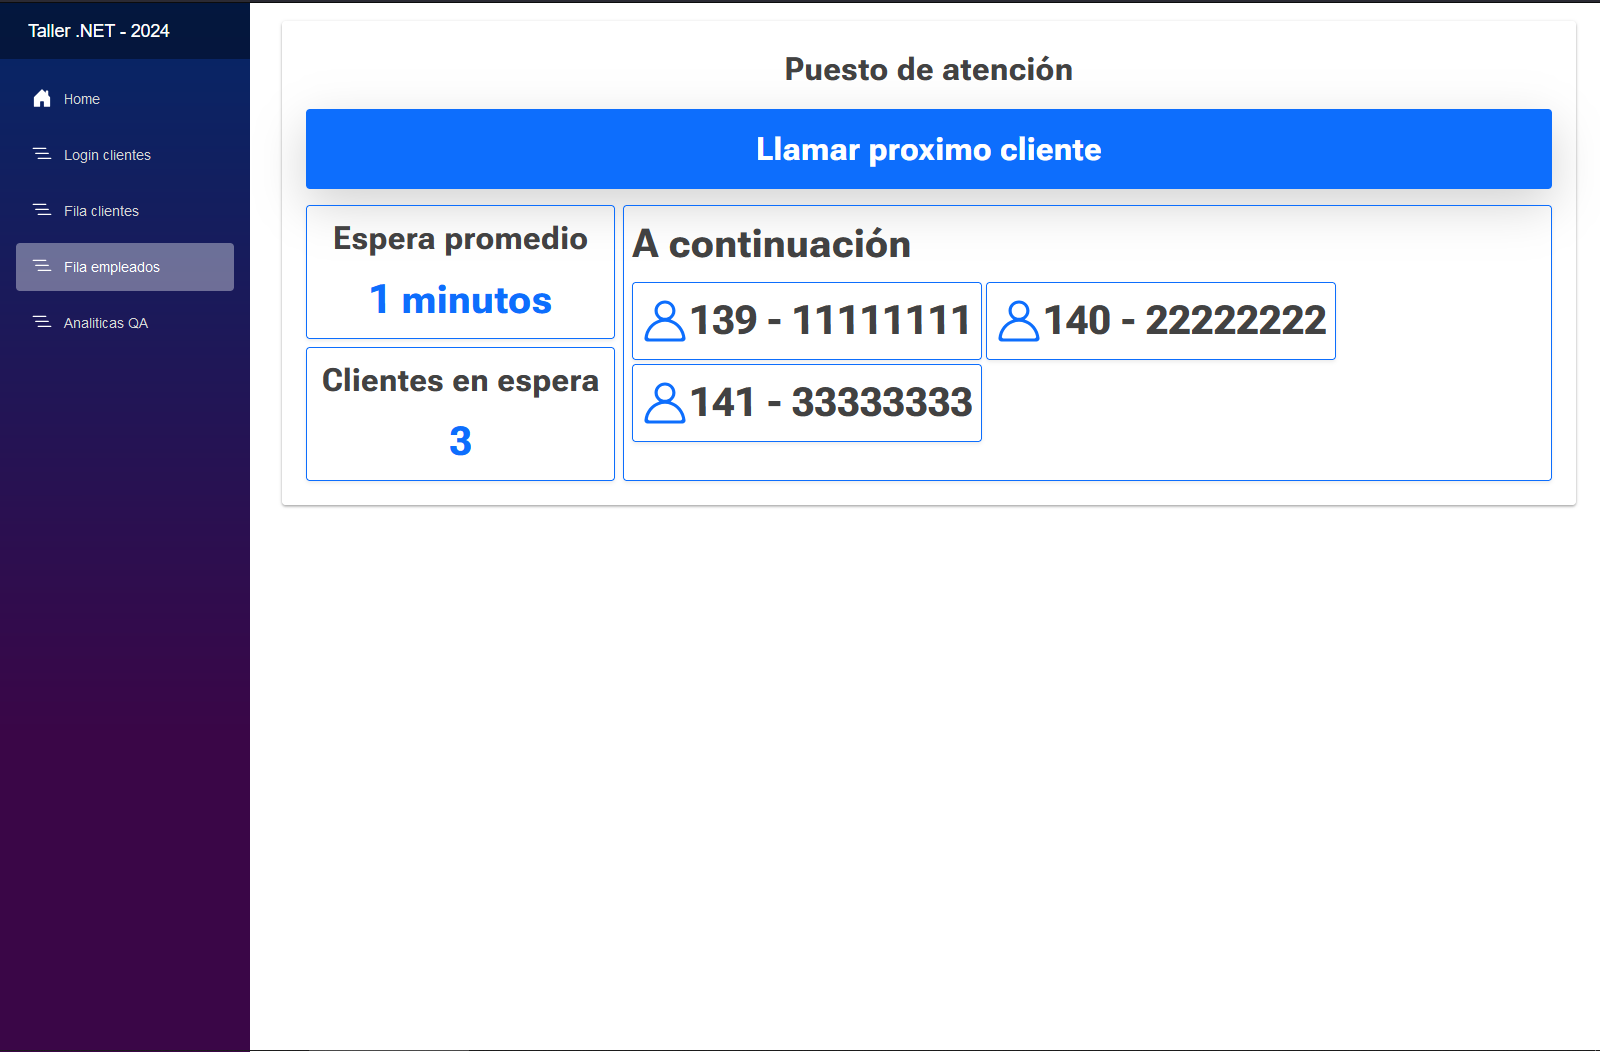 Taller .NET - 2024
Home
Login clientes
Fila clientes
Fila empleados
Analiticas QA
Puesto de atención
Llamar proximo cliente
Espera promedio
1 minutos
Clientes en espera
3
A continuación
139 - 11111111
140 - 22222222
141 - 33333333